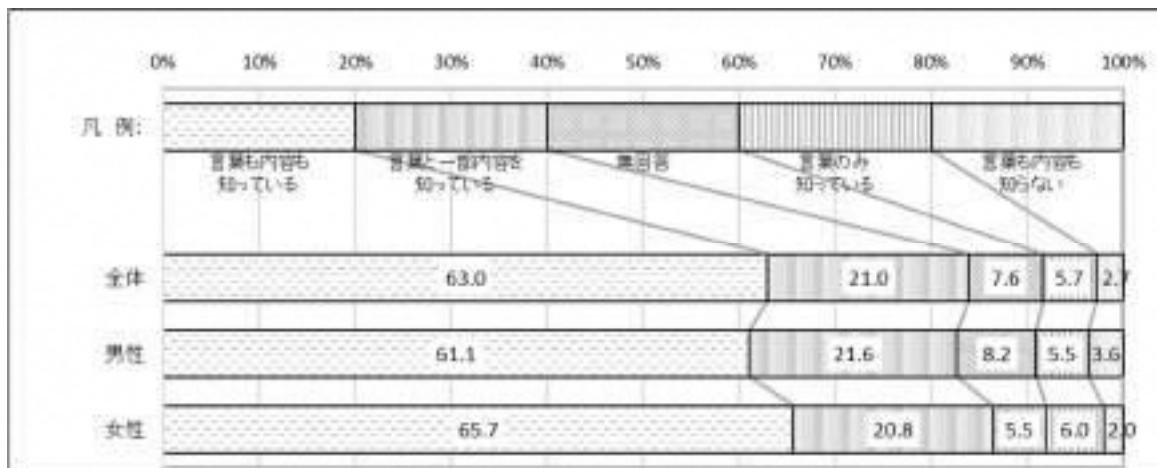 0% 10% 20% 30% 40% 50% 60% 70% 80% 90% 100%
凡 例:
言葉も内容も 言葉と一部内容を 無回答 言葉のみ 言葉も内容も
知っている 知っている 知っている 知らない
全体 63.0 21.0 7.6 5.7 2.7
男性 61.1 21.6 8.2 5.5 3.6
女性 65.7 20.8 5.5 6.0 2.0